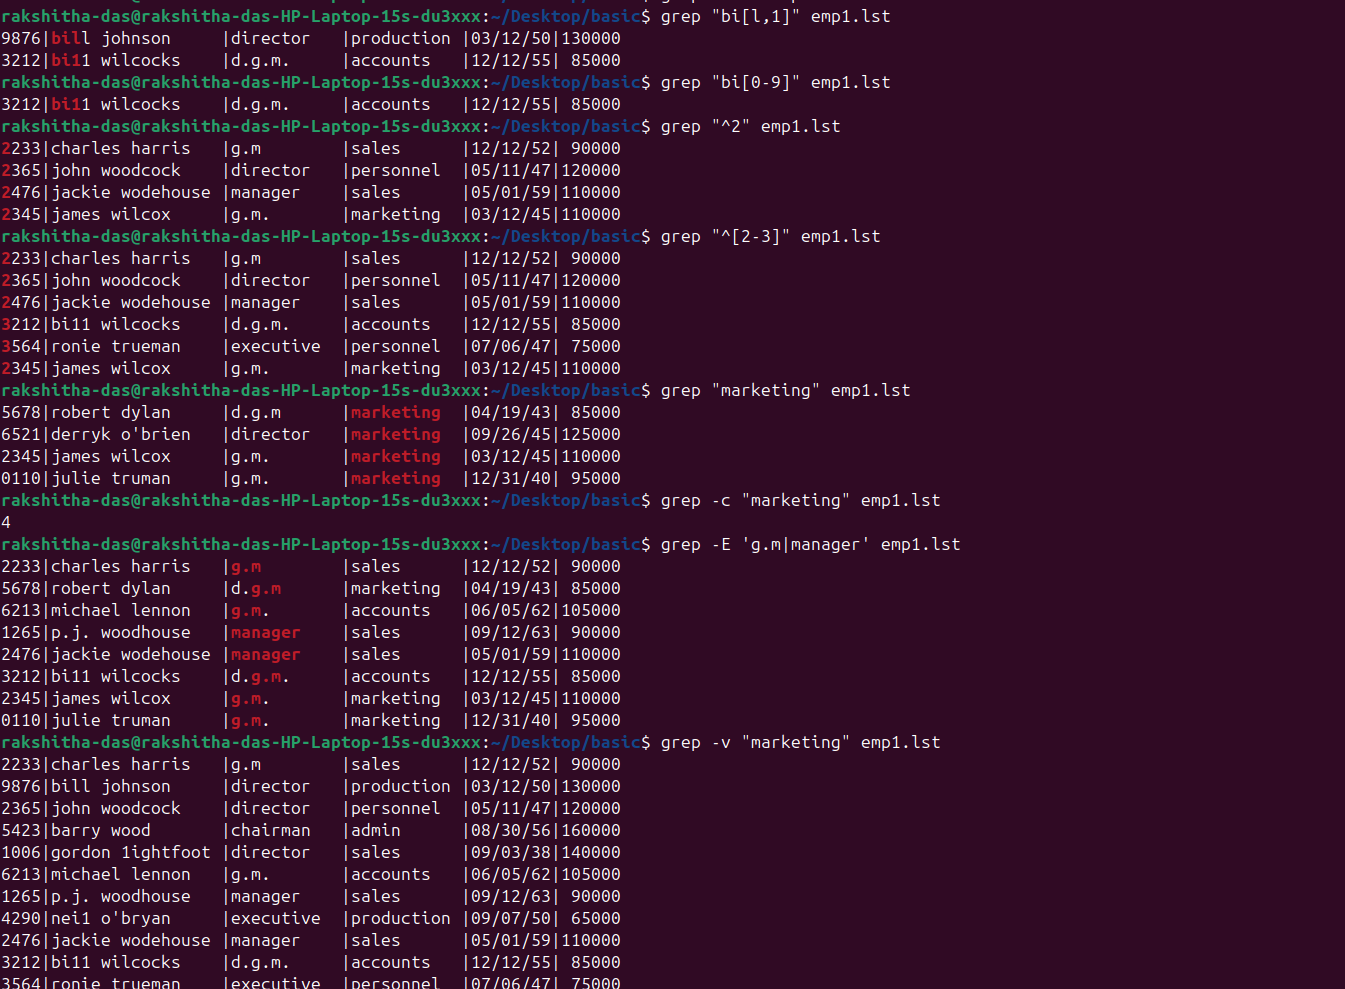 rakshitha-das@rakshitha-das-HP-Laptop-15s-du3xxx:~/Desktop/basic$ grep "bi[l,1]" emp1.lst
9876|bill johnson     |director   |production |03/12/50|130000
3212|bi11 wilcocks    |d.g.m.     |accounts   |12/12/55| 85000
rakshitha-das@rakshitha-das-HP-Laptop-15s-du3xxx:~/Desktop/basic$ grep "bi[0-9]" emp1.lst
3212|bi11 wilcocks    |d.g.m.     |accounts   |12/12/55| 85000
rakshitha-das@rakshitha-das-HP-Laptop-15s-du3xxx:~/Desktop/basic$ grep "^2" emp1.lst
2233|charles harris   |g.m        |sales      |12/12/52| 90000
2365|john woodcock    |director   |personnel  |05/11/47|120000
2476|jackie wodehouse |manager    |sales      |05/01/59|110000
2345|james wilcox     |g.m.       |marketing  |03/12/45|110000
rakshitha-das@rakshitha-das-HP-Laptop-15s-du3xxx:~/Desktop/basic$ grep "^[2-3]" emp1.lst
2233|charles harris   |g.m        |sales      |12/12/52| 90000
2365|john woodcock    |director   |personnel  |05/11/47|120000
2476|jackie wodehouse |manager    |sales      |05/01/59|110000
3212|bi11 wilcocks    |d.g.m.     |accounts   |12/12/55| 85000
3564|ronie trueman    |executive  |personnel  |07/06/47| 75000
2345|james wilcox     |g.m.       |marketing  |03/12/45|110000
rakshitha-das@rakshitha-das-HP-Laptop-15s-du3xxx:~/Desktop/basic$ grep "marketing" emp1.lst
5678|robert dylan     |d.g.m      |marketing  |04/19/43| 85000
6521|derryk o'brien   |director   |marketing  |09/26/45|125000
2345|james wilcox     |g.m.       |marketing  |03/12/45|110000
0110|julie truman     |g.m.       |marketing  |12/31/40| 95000
rakshitha-das@rakshitha-das-HP-Laptop-15s-du3xxx:~/Desktop/basic$ grep -c "marketing" emp1.lst
4
rakshitha-das@rakshitha-das-HP-Laptop-15s-du3xxx:~/Desktop/basic$ grep -E 'g.m|manager' emp1.lst
2233|charles harris   |g.m        |sales      |12/12/52| 90000
5678|robert dylan     |d.g.m      |marketing  |04/19/43| 85000
6213|michael lennon   |g.m.       |accounts   |06/05/62|105000
1265|p.j. woodhouse   |manager    |sales      |09/12/63| 90000
2476|jackie wodehouse |manager    |sales      |05/01/59|110000
3212|bi11 wilcocks    |d.g.m.     |accounts   |12/12/55| 85000
2345|james wilcox     |g.m.       |marketing  |03/12/45|110000
0110|julie truman     |g.m.       |marketing  |12/31/40| 95000
rakshitha-das@rakshitha-das-HP-Laptop-15s-du3xxx:~/Desktop/basic$ grep -v "marketing" emp1.lst
2233|charles harris   |g.m        |sales      |12/12/52| 90000
9876|bill johnson     |director   |production |03/12/50|130000
2365|john woodcock    |director   |personnel  |05/11/47|120000
5423|barry wood       |chairman   |admin      |08/30/56|160000
1006|gordon 1ightfoot |director   |sales      |09/03/38|140000
6213|michael lennon   |g.m.       |accounts   |06/05/62|105000
1265|p.j. woodhouse   |manager    |sales      |09/12/63| 90000
4290|nei1 o'bryan     |executive  |production |09/07/50| 65000
2476|jackie wodehouse |manager    |sales      |05/01/59|110000
3212|bi11 wilcocks    |d.g.m.     |accounts   |12/12/55| 85000
3564|ronie trueman    |executive  |personnel  |07/06/47| 75000